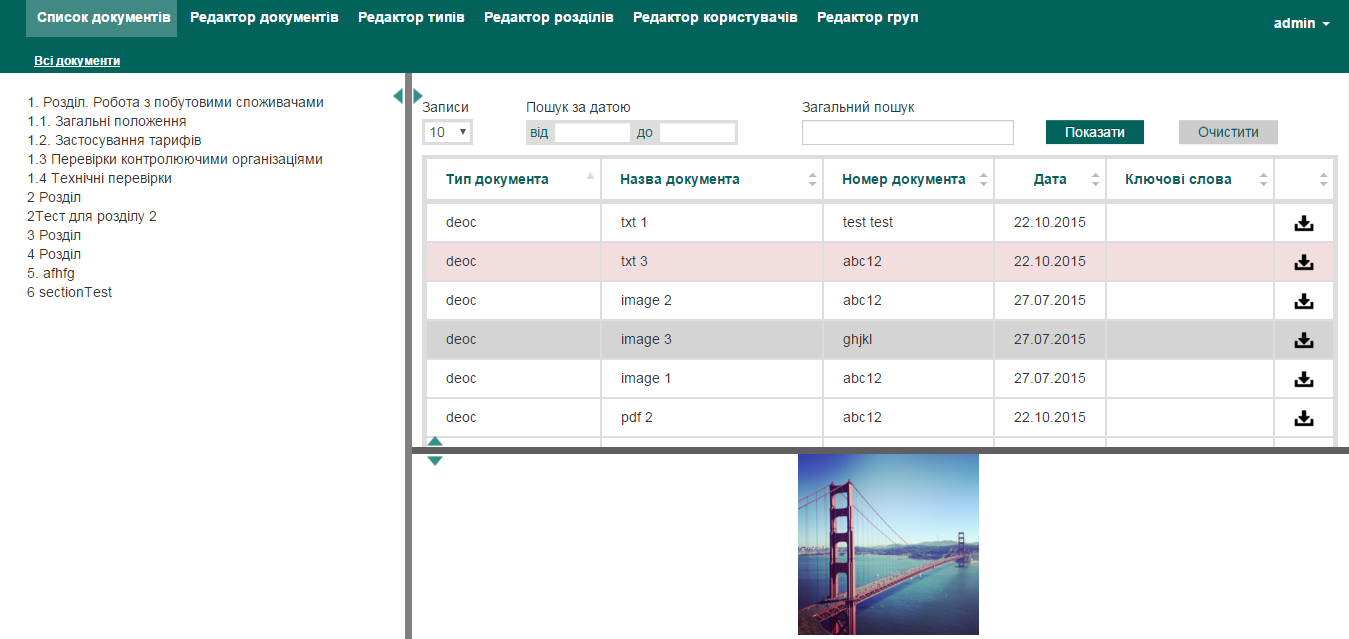 Список документів Редактор документів Редактор типів Редактор розділів Редактор користувачів Редактор груп admin
Всі документи
1. Розділ. Робота з побутовими споживачами
1.1. Загальні положення
1.2. Застосування тарифів
1.3 Перевірки контролюючими організаціями
1.4 Технічні перевірки
2 Розділ
2Тест для розділу 2
3 Розділ
4 Розділ
5. afhfg
6 sectionTest
Записи Пошук за датою Загальний пошук
10 від до Показати Очистити
Тип документа Назва документа Номер документа Дата Ключові слова
deoc txt 1 test test 22.10.2015
deoc txt 3 abc12 22.10.2015
deoc image 2 abc12 27.07.2015
deoc image 3 ghjkl 27.07.2015
deoc image 1 abc12 27.07.2015
deoc pdf 2 abc12 22.10.2015